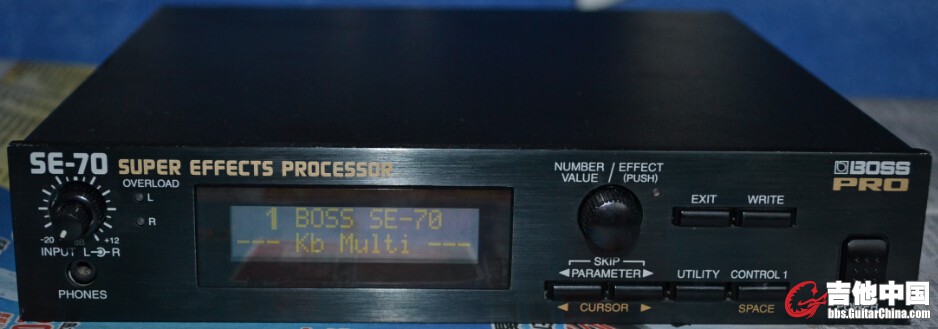 SE-70 SUPER EFFECTS PROCESSOR
OVERLOAD
L
R
-20 dB +12
INPUT L R
PHONES
1 BOSS SE-70
--- Kb Multi ---
NUMBER / EFFECT
VALUE (PUSH)
SKIP
PARAMETER
CURSOR
EXIT WRITE
UTILITY CONTROL 1
SPACE
BOSS
PRO
吉他中国
bbs.GuitarChina.com